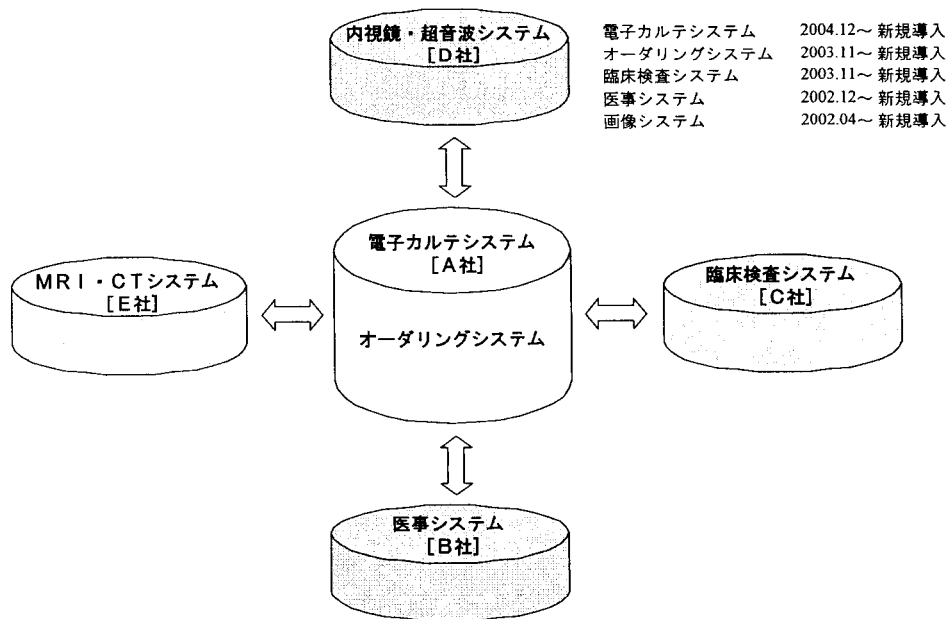 内視鏡・超音波システム
[D社]
電子カルテシステム 2004.12～新規導入
オーダリングシステム 2003.11～新規導入
臨床検査システム 2003.11～新規導入
医事システム 2002.12～新規導入
画像システム 2002.04～新規導入
電子カルテシステム
[A社]
オーダリングシステム
MRI・CTシステム
[E社]
臨床検査システム
[C社]
医事システム
[B社]